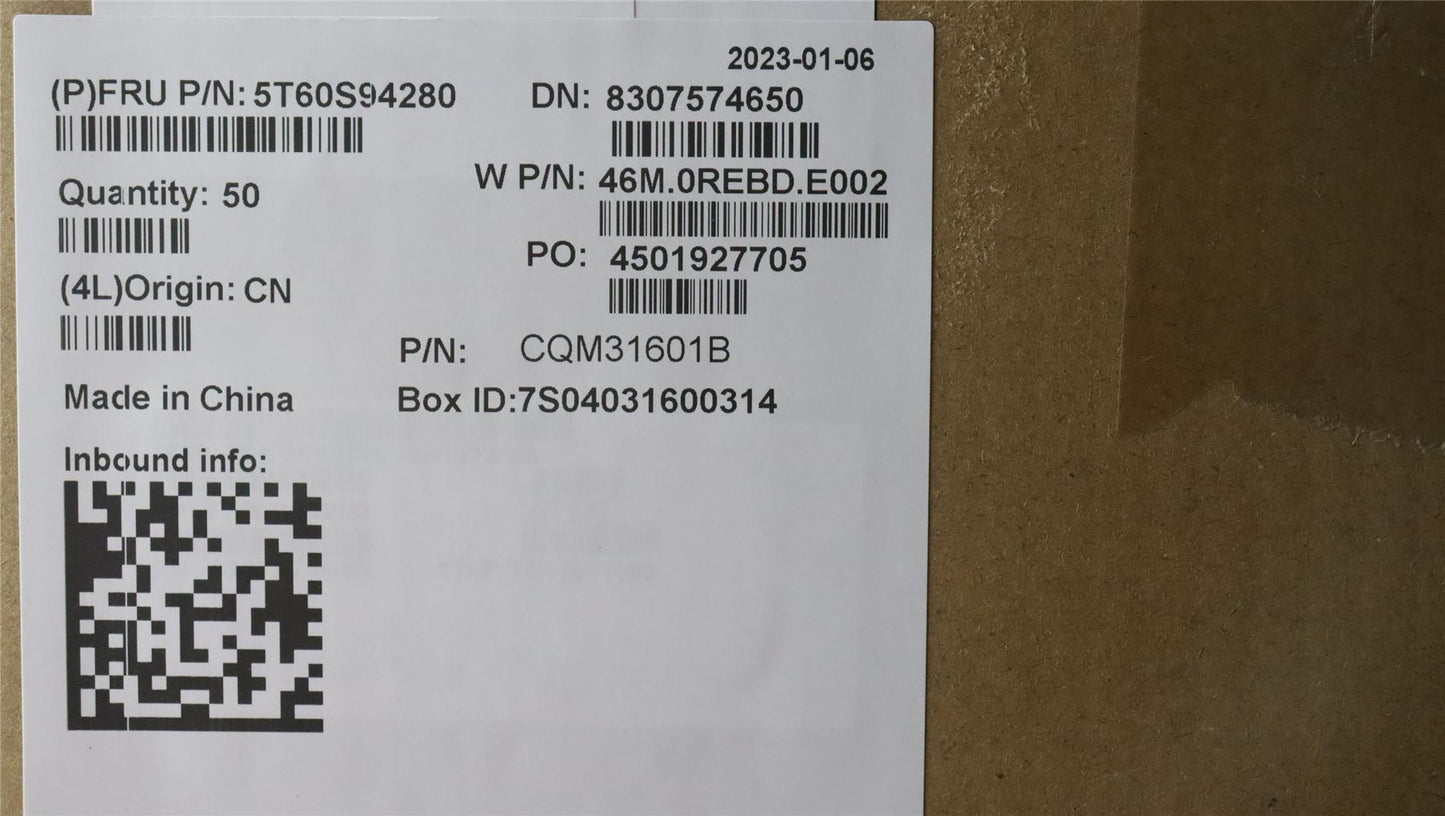 2023-01-06
(P)FRU P/N: 5T60S94280
DN: 8307574650
W P/N: 46M.0REBD.E002
Quantity: 50
PO: 4501927705
(4L)Origin: CN
P/N: CQM31601B
Made in China
Box ID:7S04031600314
Inbound info: